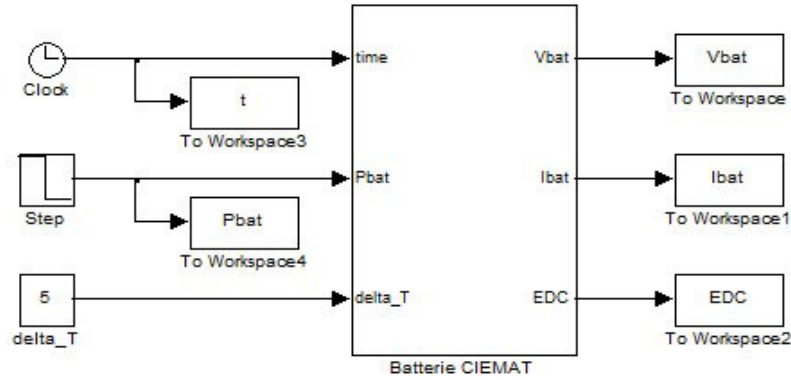 time
Vbat
Vbat
Clock
To Workspace
t
To Workspace3
Pbat
Ibat
Ibat
Step
To Workspace1
Pbat
To Workspace4
5
delta_T
EDC
EDC
delta_T
To Workspace2
Batterie CIEMAT